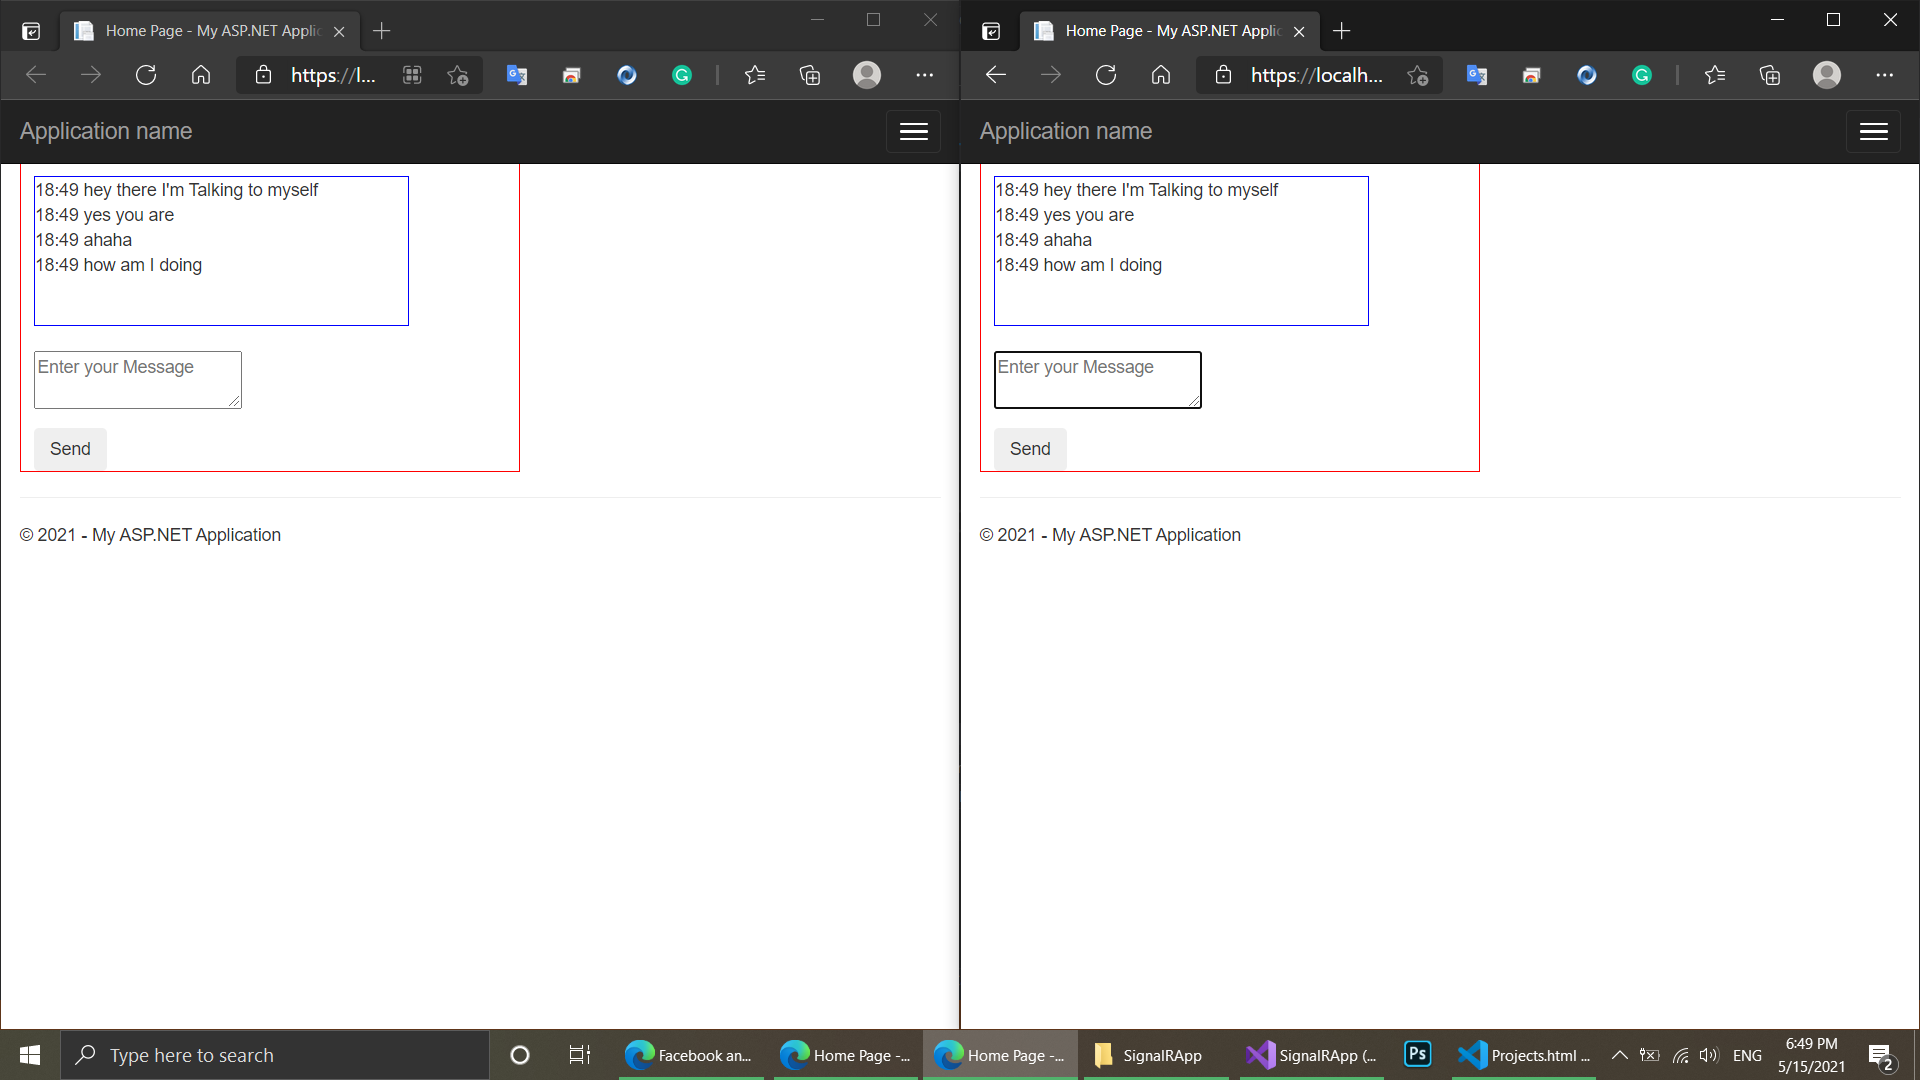 Home Page - My ASP.NET Applic
https://l...
Application name
18:49 hey there I'm Talking to myself
18:49 yes you are
18:49 ahaha
18:49 how am I doing
Enter your Message
Send
© 2021 - My ASP.NET Application
Home Page - My ASP.NET Applic
https://localh...
Application name
18:49 hey there I'm Talking to myself
18:49 yes you are
18:49 ahaha
18:49 how am I doing
Enter your Message
Send
© 2021 - My ASP.NET Application
Type here to search
Facebook an...
Home Page -...
Home Page -...
SignalRApp
SignalRApp (...
Ps
Projects.html ...
ENG
6:49 PM
5/15/2021
2